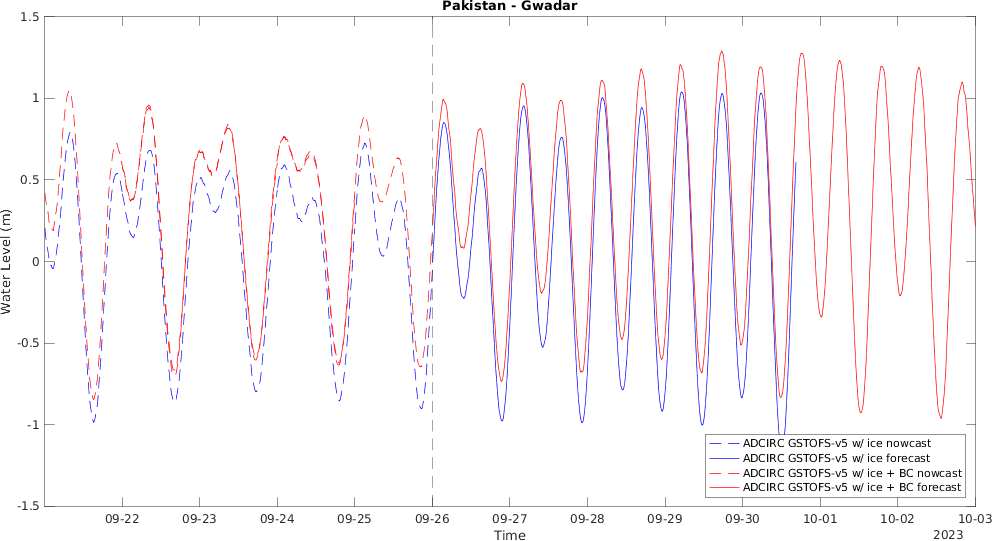 Pakistan - Gwadar
1.5
1
0.5
0
-0.5
-1
-1.5
Water Level (m)
ADCIRC GSTOFS-v5 w/ ice nowcast
ADCIRC GSTOFS-v5 w/ ice forecast
ADCIRC GSTOFS-v5 w/ ice + BC nowcast
ADCIRC GSTOFS-v5 w/ ice + BC forecast
09-22 09-23 09-24 09-25 09-26 09-27 09-28 09-29 09-30 10-01 10-02 10-03
Time
2023